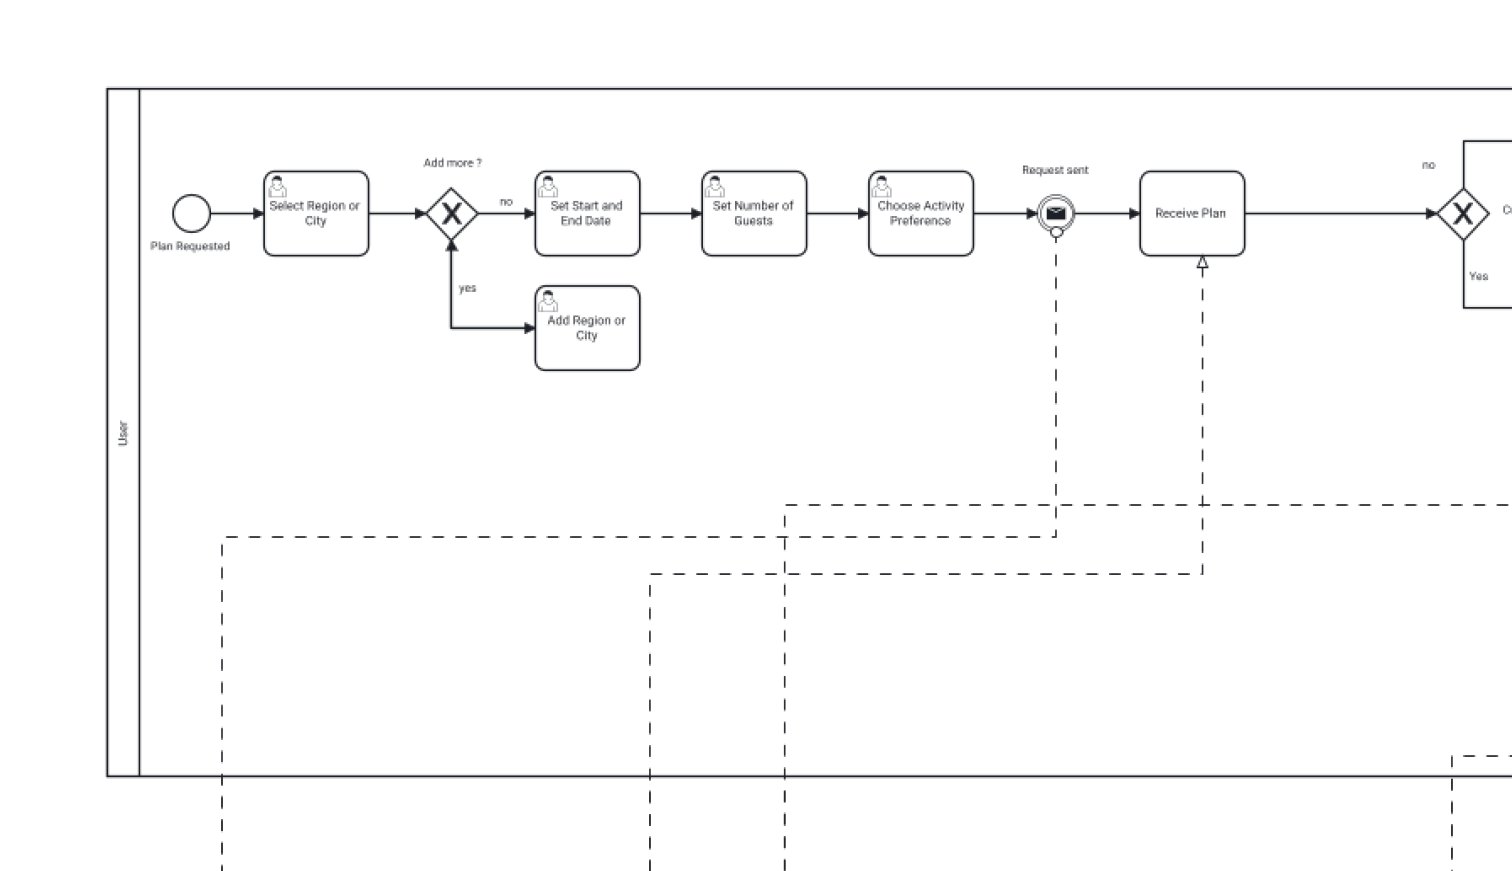 Add more ?
Request sent
no
Select Region or
City
no
Set Start and
End Date
Set Number of
Guests
Choose Activity
Preference
Receive Plan
Plan Requested
Yes
yes
Add Region or
City
User